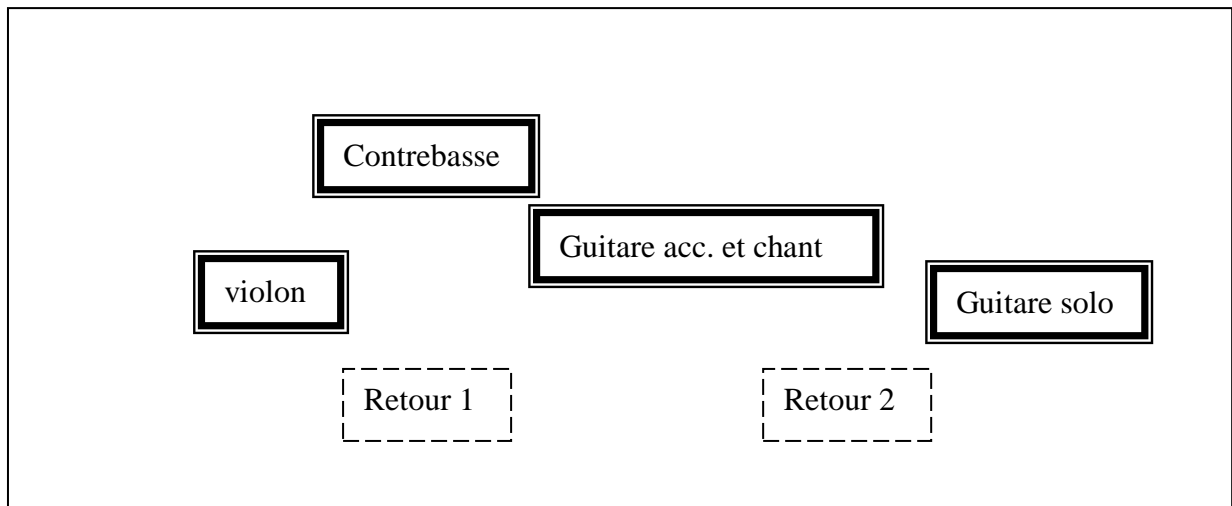 Contrebasse
Guitare acc. et chant
violon
Guitare solo
Retour 1
Retour 2